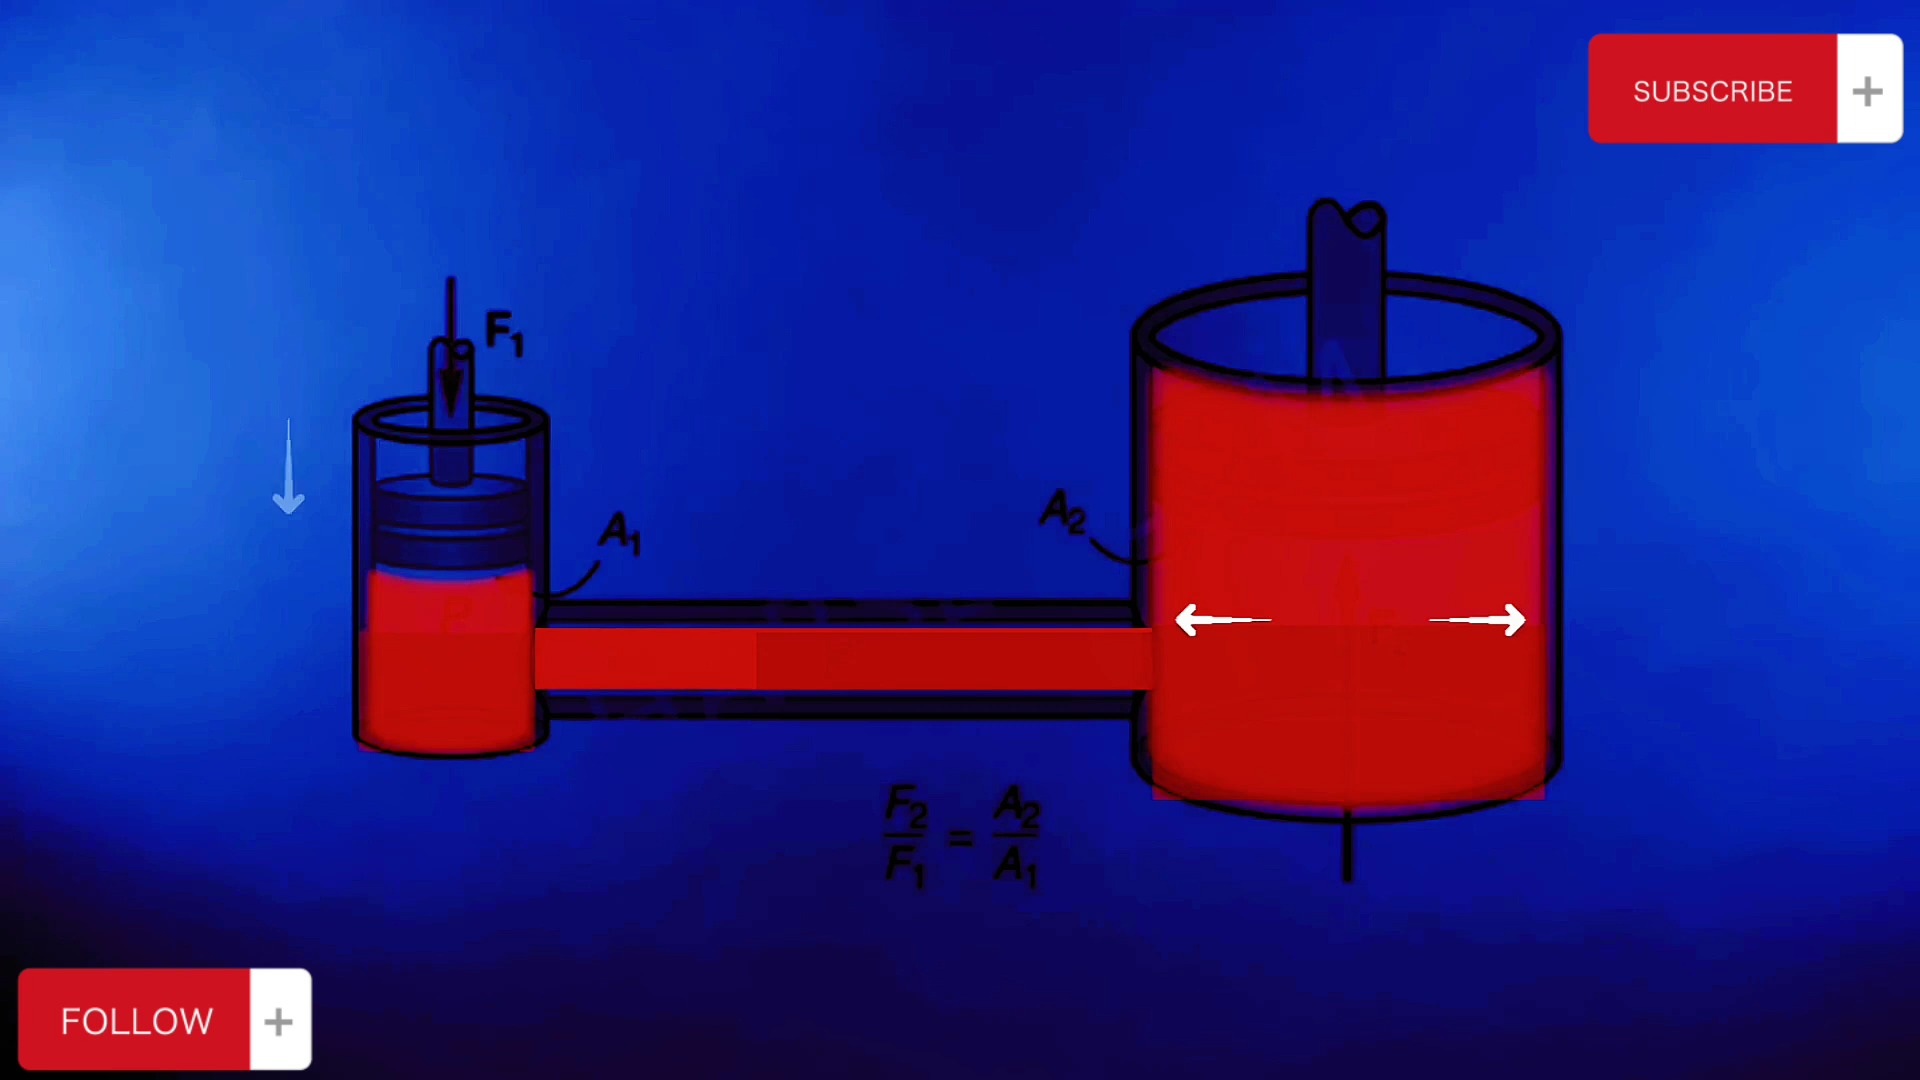 SUBSCRIBE
F₁
A₁
A₂
F₂/F₁ = A₂/A₁
FOLLOW